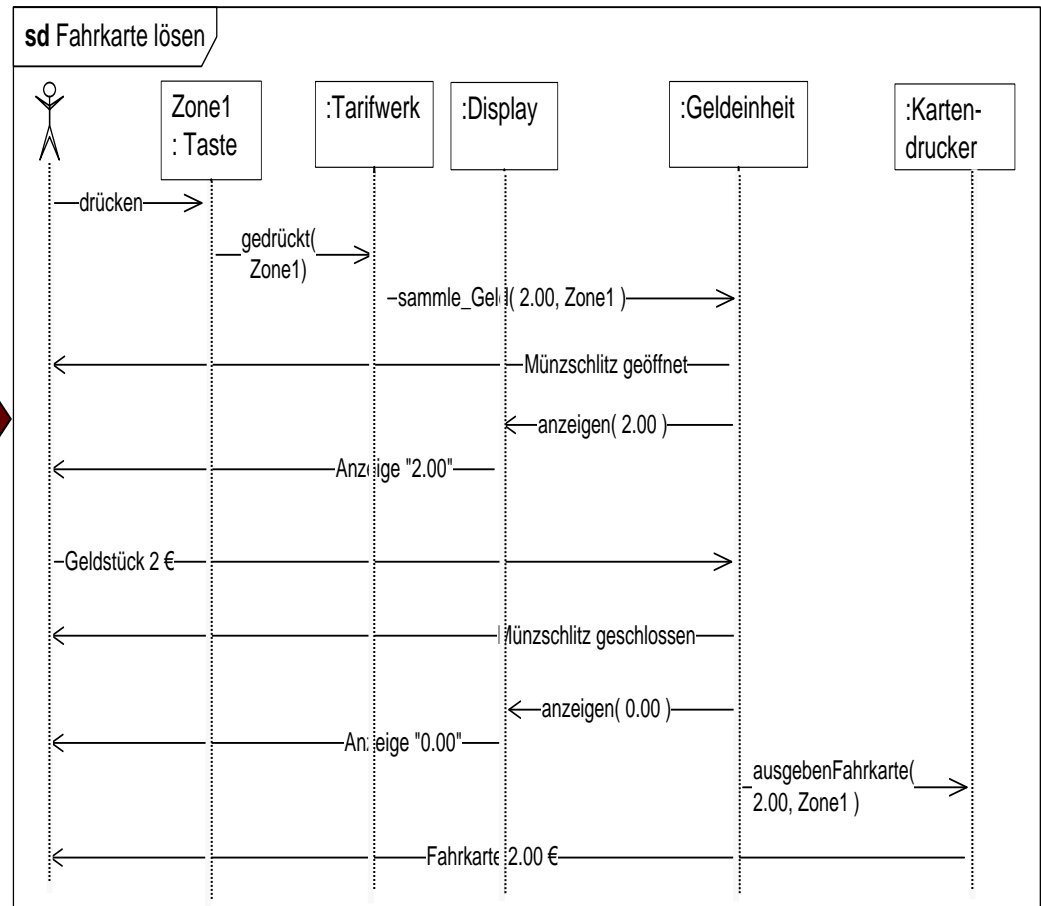 sd Fahrkarte lösen
Zone1
: Taste
:Tarifwerk
:Display
:Geldeinheit
:Karten-
drucker
drücken
gedrückt(
Zone1)
sammle_Geld( 2.00, Zone1 )
Münzschlitz geöffnet
anzeigen( 2.00 )
Anzeige "2.00"
Geldstück 2 €
Münzschlitz geschlossen
anzeigen( 0.00 )
Anzeige "0.00"
ausgebenFahrkarte(
2.00, Zone1 )
Fahrkarte 2.00 €